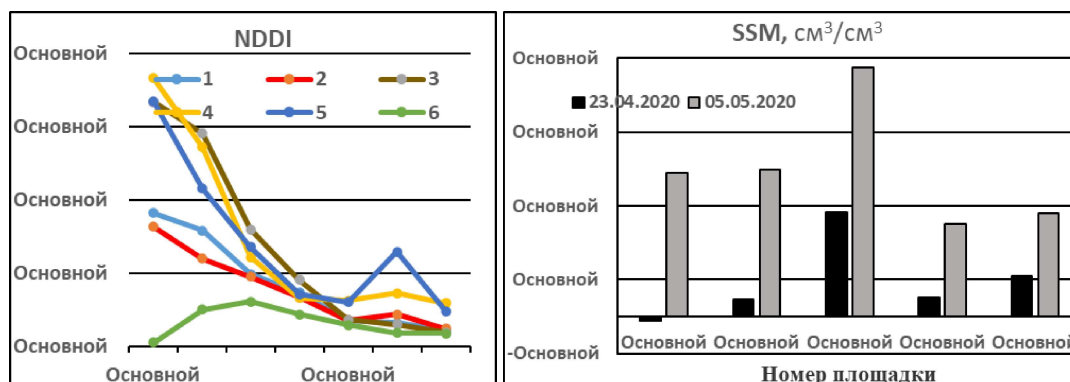 NDDI
Основной
1 2 3
4 5 6
Основной
Основной
Основной
Основной
Основной Основной
SSM, см³/см³
Основной
23.04.2020 05.05.2020
Основной
Основной
Основной
-Основной
Основной Основной Основной Основной Основной
Номер площадки